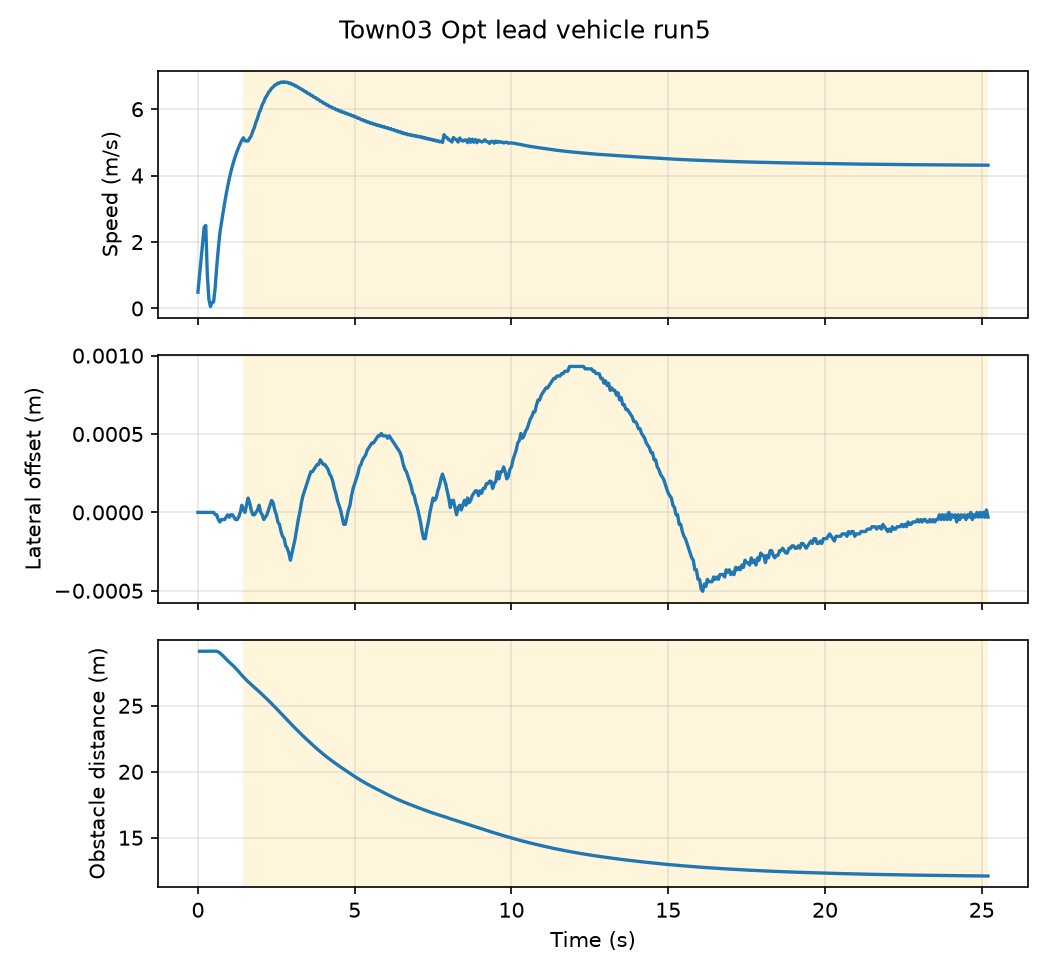 Town03 Opt lead vehicle run5
Speed (m/s)
6
4
2
0
Lateral offset (m)
0.0010
0.0005
0.0000
−0.0005
Obstacle distance (m)
25
20
15
0 5 10 15 20 25
Time (s)